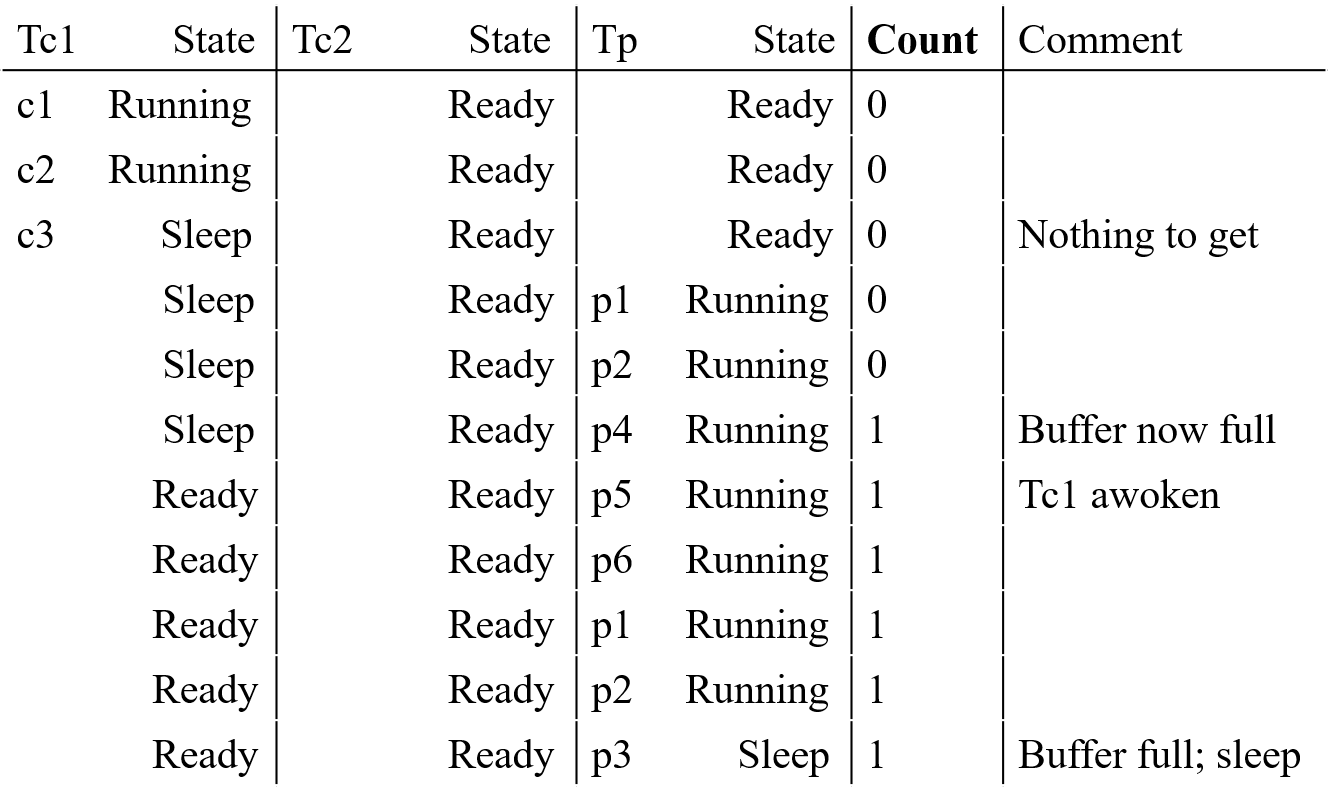 Tc1 State Tc2 State Tp State Count Comment
c1 Running Ready Ready 0
c2 Running Ready Ready 0
c3 Sleep Ready Ready 0 Nothing to get
Sleep Ready p1 Running 0
Sleep Ready p2 Running 0
Sleep Ready p4 Running 1 Buffer now full
Ready Ready p5 Running 1 Tc1 awoken
Ready Ready p6 Running 1
Ready Ready p1 Running 1
Ready Ready p2 Running 1
Ready Ready p3 Sleep 1 Buffer full; sleep